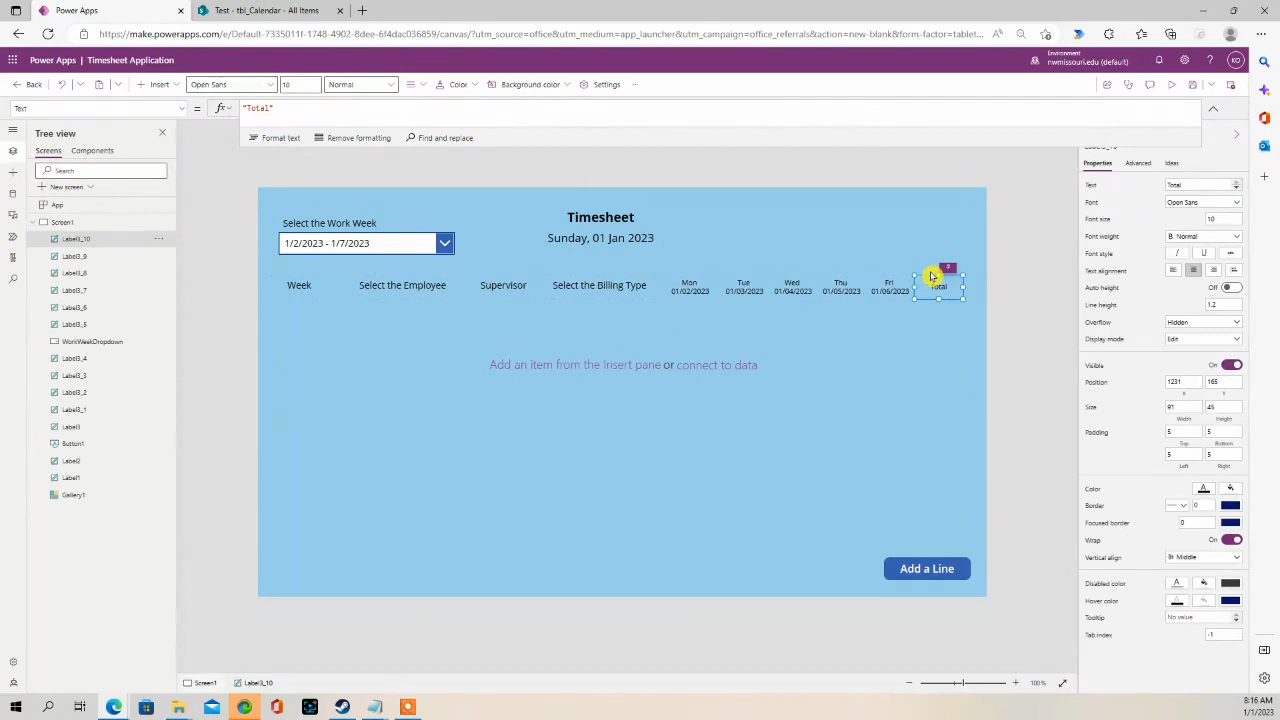 Power Apps
Test - tbl_Calendar - All Items
https://make.powerapps.com/e/Default-7335011f-1748-4902-8dee-6f4cd036859/canvas/?utm_source=office&utm_medium=app_launcher&utm_campaign=office_referrals&action=new-blank&form-factor=tablet...
Power Apps | Timesheet Application
Environment
nwmissouri.edu (default)
KO
Back
Insert
Open Sans
10
Normal
Color
Background color
Settings
Text
=
fx
"Total"
Format text
Remove formatting
Find and replace
Tree view
Screens
Components
Search
New screen
App
Screen1
Label3_10
Label3_9
Label3_8
Label3_7
Label3_6
Label3_5
WorkWeekDropdown
Label3_4
Label3_3
Label3_2
Label3_1
Label3
Button1
Label2
Label1
Gallery1
Select the Work Week
1/2/2023 - 1/7/2023
Timesheet
Sunday, 01 Jan 2023
Week
Select the Employee
Supervisor
Select the Billing Type
Mon
01/02/2023
Tue
01/03/2023
Wed
01/04/2023
Thu
01/05/2023
Fri
01/06/2023
Total
Add an item from the Insert pane or connect to data
Add a Line
Properties
Advanced
Ideas
Text
Total
Font
Open Sans
Font size
10
Font weight
B Normal
Font style
Text alignment
Auto height
Off
Line height
1.2
Overflow
Hidden
Display mode
Edit
Visible
On
Position
1231
165
X
Y
Size
91
45
Width
Height
Padding
5
5
Top
Bottom
5
5
Left
Right
Color
Border
0
Focused border
0
Wrap
On
Vertical align
Middle
Disabled color
Hover color
Tooltip
No value
Tab index
-1
Screen1
Label3_10
100 %
8:16 AM
1/1/2023